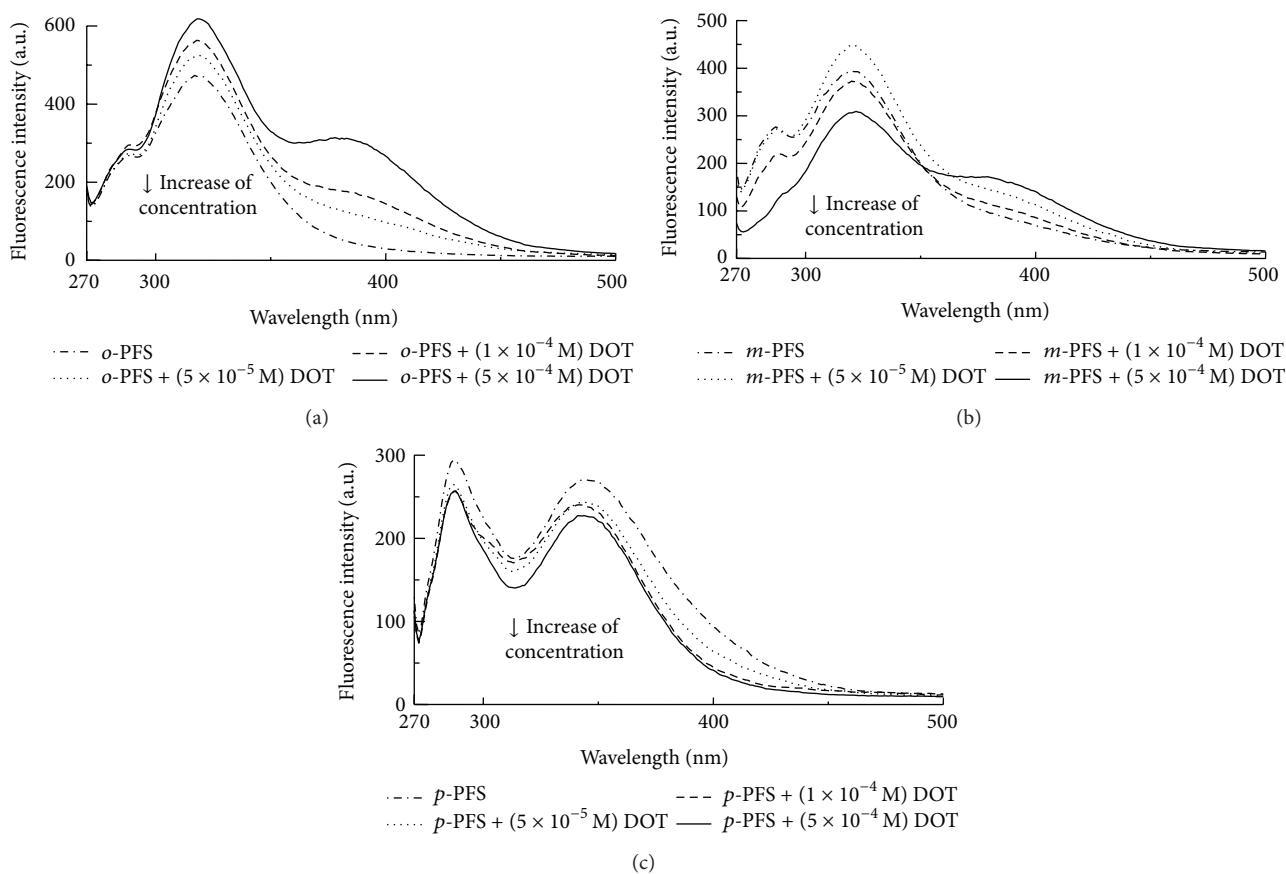 Fluorescence intensity (a.u.)
600
400
200
0
270
300
400
500
↓ Increase of
concentration
Wavelength (nm)
o-PFS
o-PFS + (5 × 10⁻⁵ M) DOT
o-PFS + (1 × 10⁻⁴ M) DOT
o-PFS + (5 × 10⁻⁴ M) DOT
(a)
Fluorescence intensity (a.u.)
500
450
400
300
200
100
50
0
270
300
400
500
↓ Increase of
concentration
Wavelength (nm)
m-PFS
m-PFS + (5 × 10⁻⁵ M) DOT
m-PFS + (1 × 10⁻⁴ M) DOT
m-PFS + (5 × 10⁻⁴ M) DOT
(b)
Fluorescence intensity (a.u.)
300
200
100
0
270
300
400
500
↓ Increase of
concentration
Wavelength (nm)
p-PFS
p-PFS + (5 × 10⁻⁵ M) DOT
p-PFS + (1 × 10⁻⁴ M) DOT
p-PFS + (5 × 10⁻⁴ M) DOT
(c)